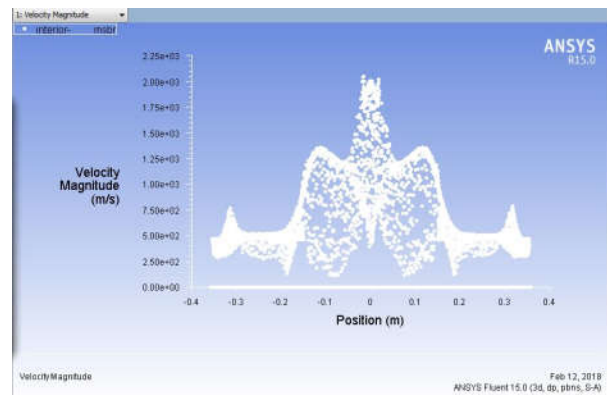 1: Velocity Magnitude
interior- msbr
ANSYS
R15.0
2.25e+03
2.00e+03
1.75e+03
1.50e+03
1.25e+03
1.00e+03
7.50e+02
5.00e+02
2.50e+02
0.00e+00
Velocity
Magnitude
(m/s)
-0.4 -0.3 -0.2 -0.1 0 0.1 0.2 0.3 0.4
Position (m)
VelocityMagnitude
Feb 12, 2018
ANSYS Fluent 15.0 (3d, dp, pbns, S-A)